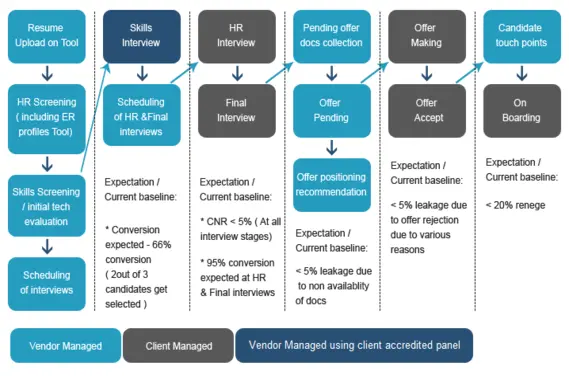 Resume
Upload on Tool
HR Screening
( including ER
profiles Tool)
Skills Screening
/ initial tech
evaluation
Scheduling
of interviews
Skills
Interview
Scheduling
of HR &Final
interviews
Expectation /
Current baseline:
* Conversion
expected - 66%
conversion
( 2out of 3
candidates get
selected )
HR
Interview
Final
Interview
Expectation /
Current baseline:
* CNR < 5% ( At all
interview stages)
* 95% conversion
expected at HR
& Final interviews
Pending offer
docs collection
Offer
Pending
Offer positioning
recommendation
Expectation /
Current baseline:
< 5% leakage due
to non availablity
of docs
Offer
Making
Offer
Accept
Expectation /
Current baseline:
< 5% leakage due
to offer rejection
due to various
reasons
Candidate
touch points
On
Boarding
Expectation /
Current baseline:
< 20% renege
Vendor Managed
Client Managed
Vendor Managed using client accredited panel